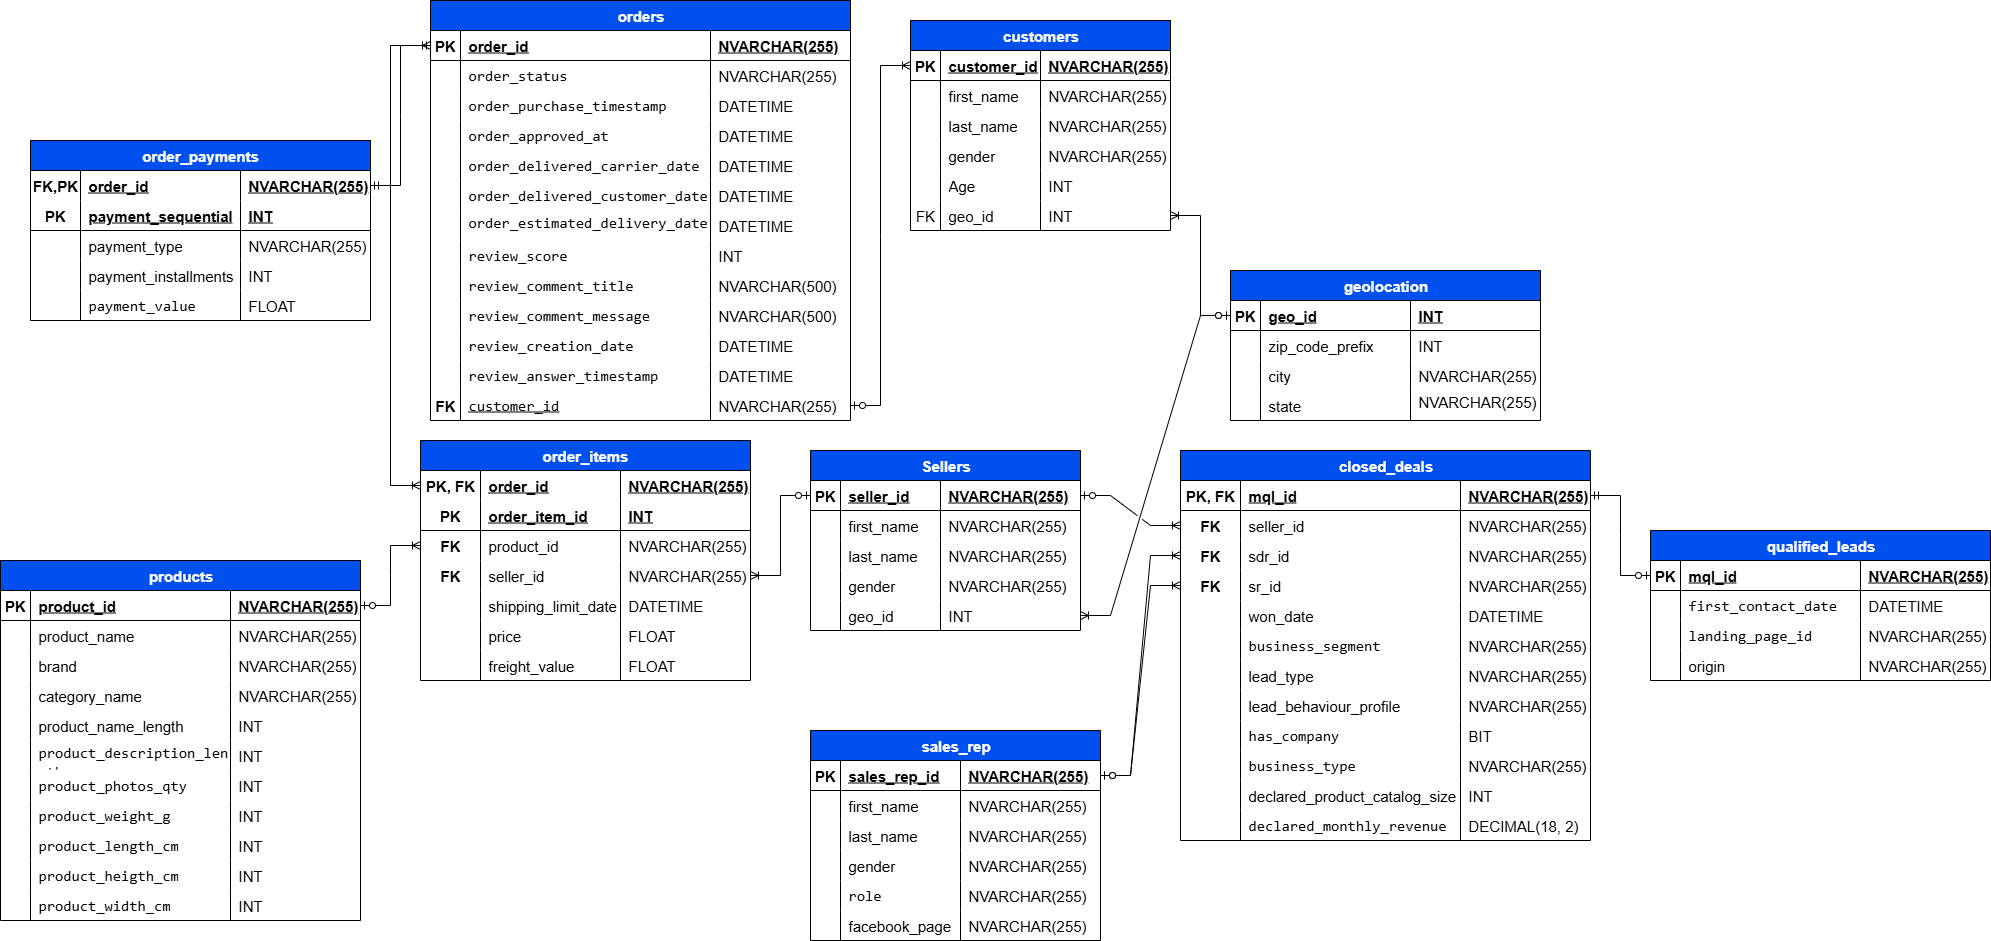 orders
PK order_id NVARCHAR(255)
order_status NVARCHAR(255)
order_purchase_timestamp DATETIME
order_approved_at DATETIME
order_delivered_carrier_date DATETIME
order_delivered_customer_date DATETIME
order_estimated_delivery_date DATETIME
review_score INT
review_comment_title NVARCHAR(500)
review_comment_message NVARCHAR(500)
review_creation_date DATETIME
review_answer_timestamp DATETIME
FK customer_id NVARCHAR(255)
customers
PK customer_id NVARCHAR(255)
first_name NVARCHAR(255)
last_name NVARCHAR(255)
gender NVARCHAR(255)
Age INT
FK geo_id INT
order_payments
FK,PK order_id NVARCHAR(255)
PK payment_sequential INT
payment_type NVARCHAR(255)
payment_installments INT
payment_value FLOAT
geolocation
PK geo_id INT
zip_code_prefix INT
city NVARCHAR(255)
state NVARCHAR(255)
order_items
PK, FK order_id NVARCHAR(255)
PK order_item_id INT
FK product_id NVARCHAR(255)
FK seller_id NVARCHAR(255)
shipping_limit_date DATETIME
price FLOAT
freight_value FLOAT
Sellers
PK seller_id NVARCHAR(255)
first_name NVARCHAR(255)
last_name NVARCHAR(255)
gender NVARCHAR(255)
geo_id INT
closed_deals
PK, FK mql_id NVARCHAR(255)
FK seller_id NVARCHAR(255)
FK sdr_id NVARCHAR(255)
FK sr_id NVARCHAR(255)
won_date DATETIME
business_segment NVARCHAR(255)
lead_type NVARCHAR(255)
lead_behaviour_profile NVARCHAR(255)
has_company BIT
business_type NVARCHAR(255)
declared_product_catalog_size INT
declared_monthly_revenue DECIMAL(18, 2)
qualified_leads
PK mql_id NVARCHAR(255)
first_contact_date DATETIME
landing_page_id NVARCHAR(255)
origin NVARCHAR(255)
products
PK product_id NVARCHAR(255)
product_name NVARCHAR(255)
brand NVARCHAR(255)
category_name NVARCHAR(255)
product_name_length INT
product_description_len INT
product_photos_qty INT
product_weight_g INT
product_length_cm INT
product_heigth_cm INT
product_width_cm INT
sales_rep
PK sales_rep_id NVARCHAR(255)
first_name NVARCHAR(255)
last_name NVARCHAR(255)
gender NVARCHAR(255)
role NVARCHAR(255)
facebook_page NVARCHAR(255)